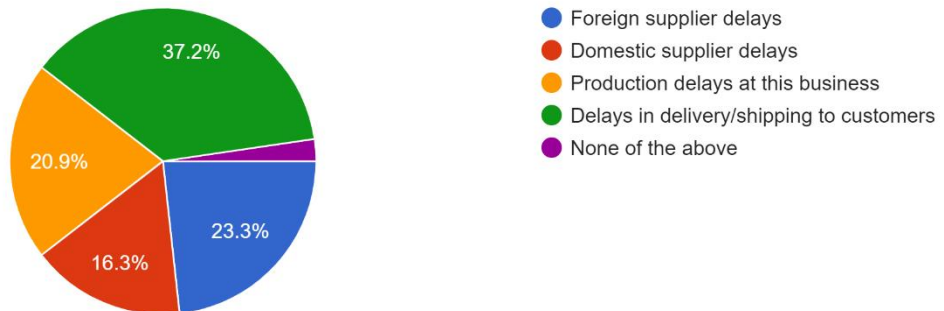 37.2%
20.9%
16.3%
23.3%
Foreign supplier delays
Domestic supplier delays
Production delays at this business
Delays in delivery/shipping to customers
None of the above